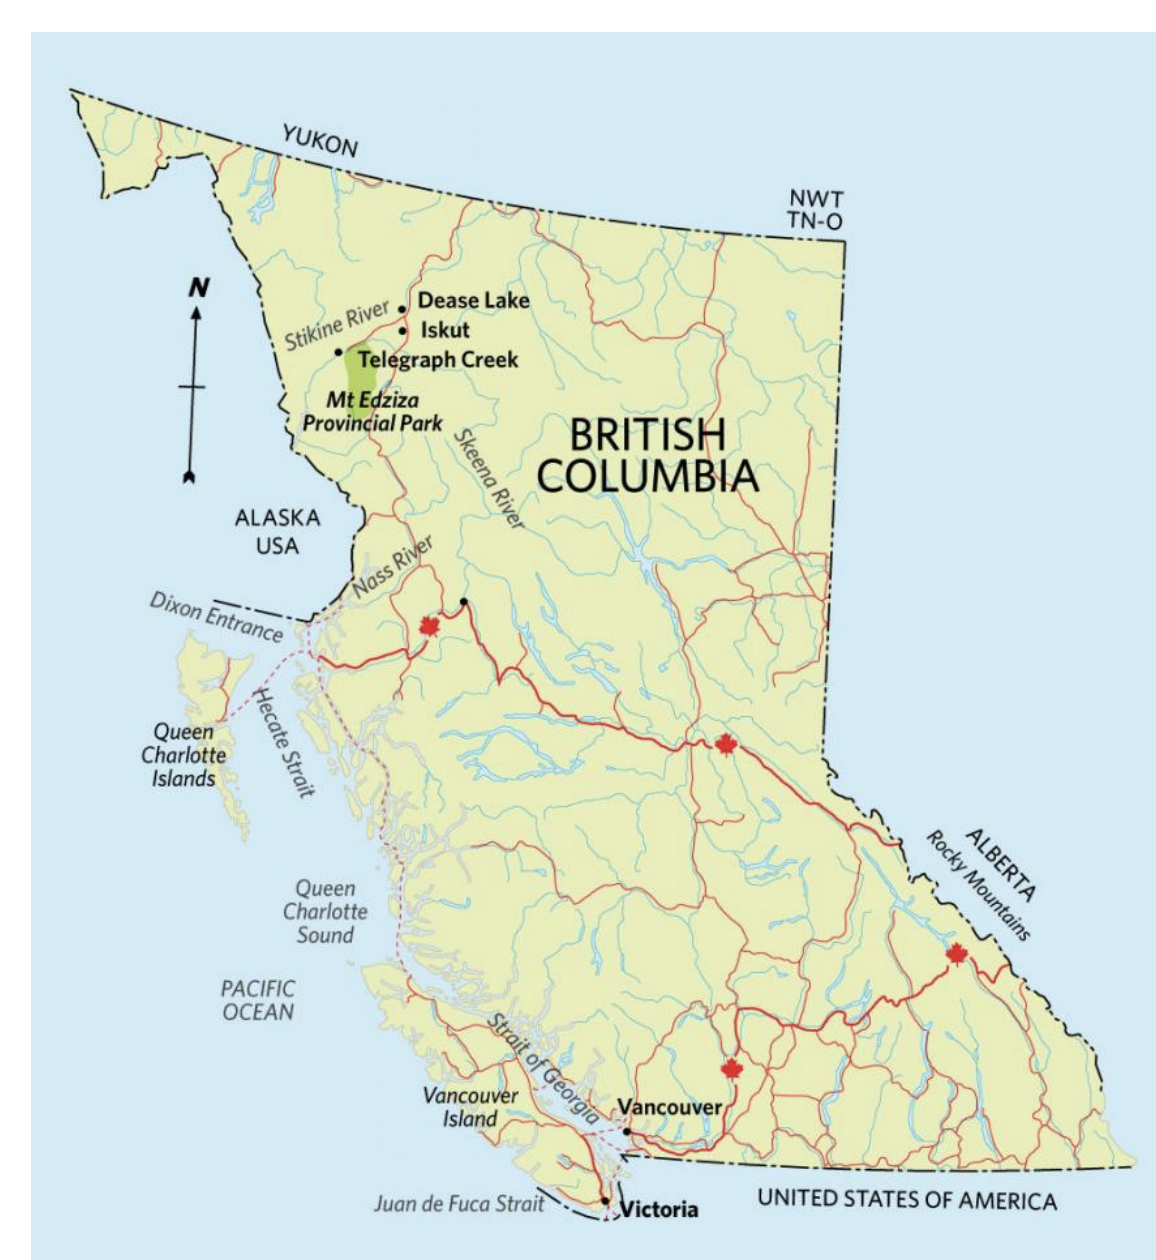 YUKON
NWT
TN-O
N
Dease Lake
Stikine River
Iskut
Telegraph Creek
Mt Edziza
Provincial Park
BRITISH
COLUMBIA
Skeena River
ALASKA
USA
Nass River
Dixon Entrance
Hecate Strait
Queen
Charlotte
Islands
ALBERTA
Rocky Mountains
Queen
Charlotte
Sound
PACIFIC
OCEAN
Strait of Georgia
Vancouver
Island
Vancouver
Juan de Fuca Strait
Victoria
UNITED STATES OF AMERICA